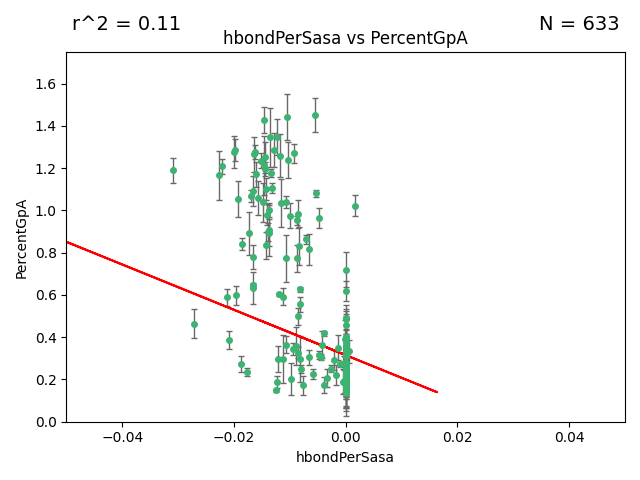 r^2 = 0.11
N = 633
hbondPerSasa vs PercentGpA
1.6
1.4
1.2
1.0
0.8
0.6
0.4
0.2
0.0
PercentGpA
−0.04
−0.02
0.00
0.02
0.04
hbondPerSasa